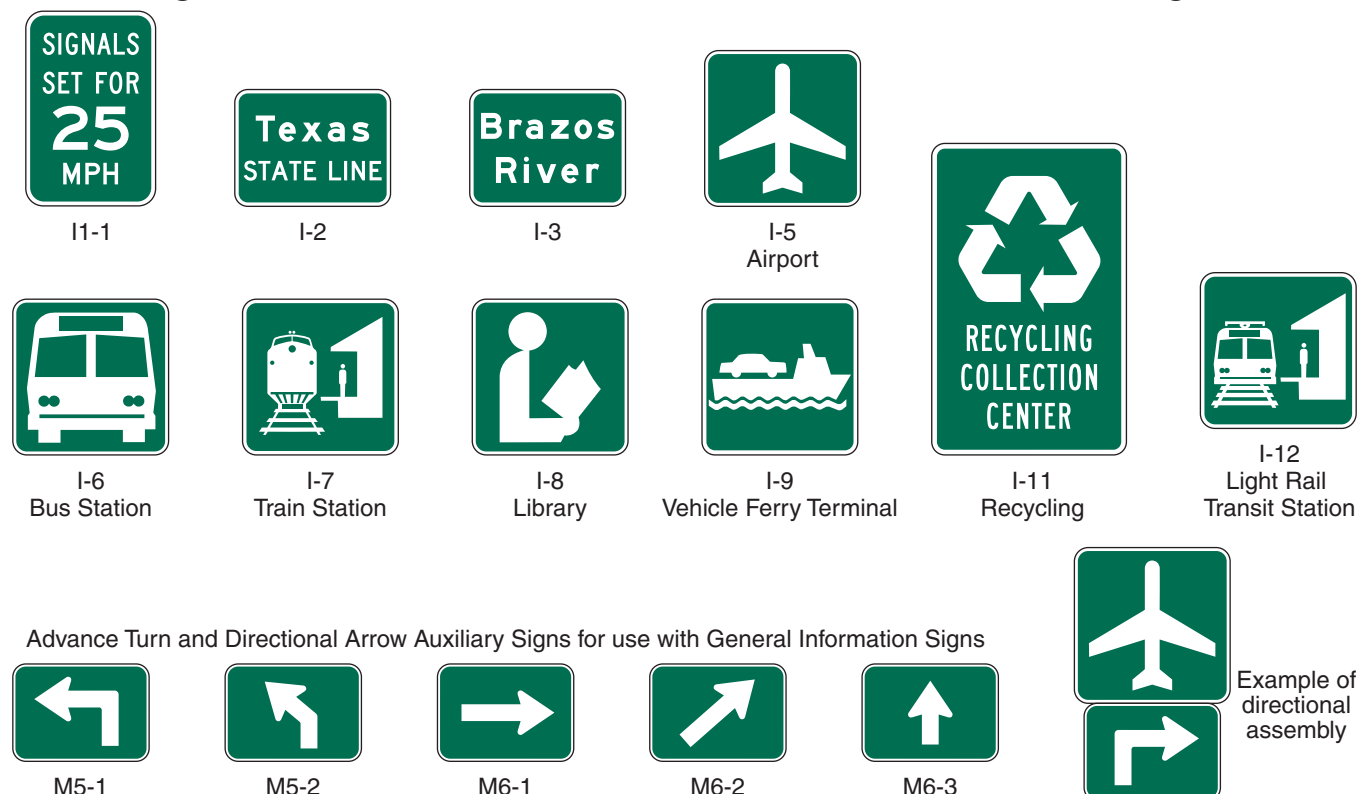 SIGNALS
SET FOR
25
MPH
I1-1
Texas
STATE LINE
I-2
Brazos
River
I-3
I-5
Airport
I-6
Bus Station
I-7
Train Station
I-8
Library
I-9
Vehicle Ferry Terminal
RECYCLING
COLLECTION
CENTER
I-11
Recycling
I-12
Light Rail
Transit Station
Advance Turn and Directional Arrow Auxiliary Signs for use with General Information Signs
M5-1
M5-2
M6-1
M6-2
M6-3
Example of
directional
assembly